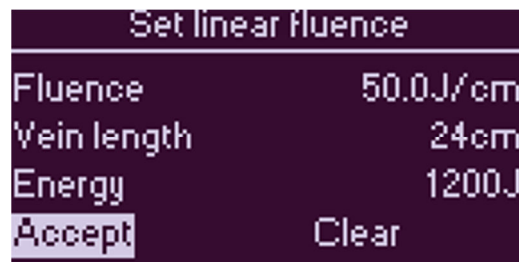 Set linear fluence
Fluence 50.0J/cm
Vein length 24cm
Energy 1200J
Accept Clear